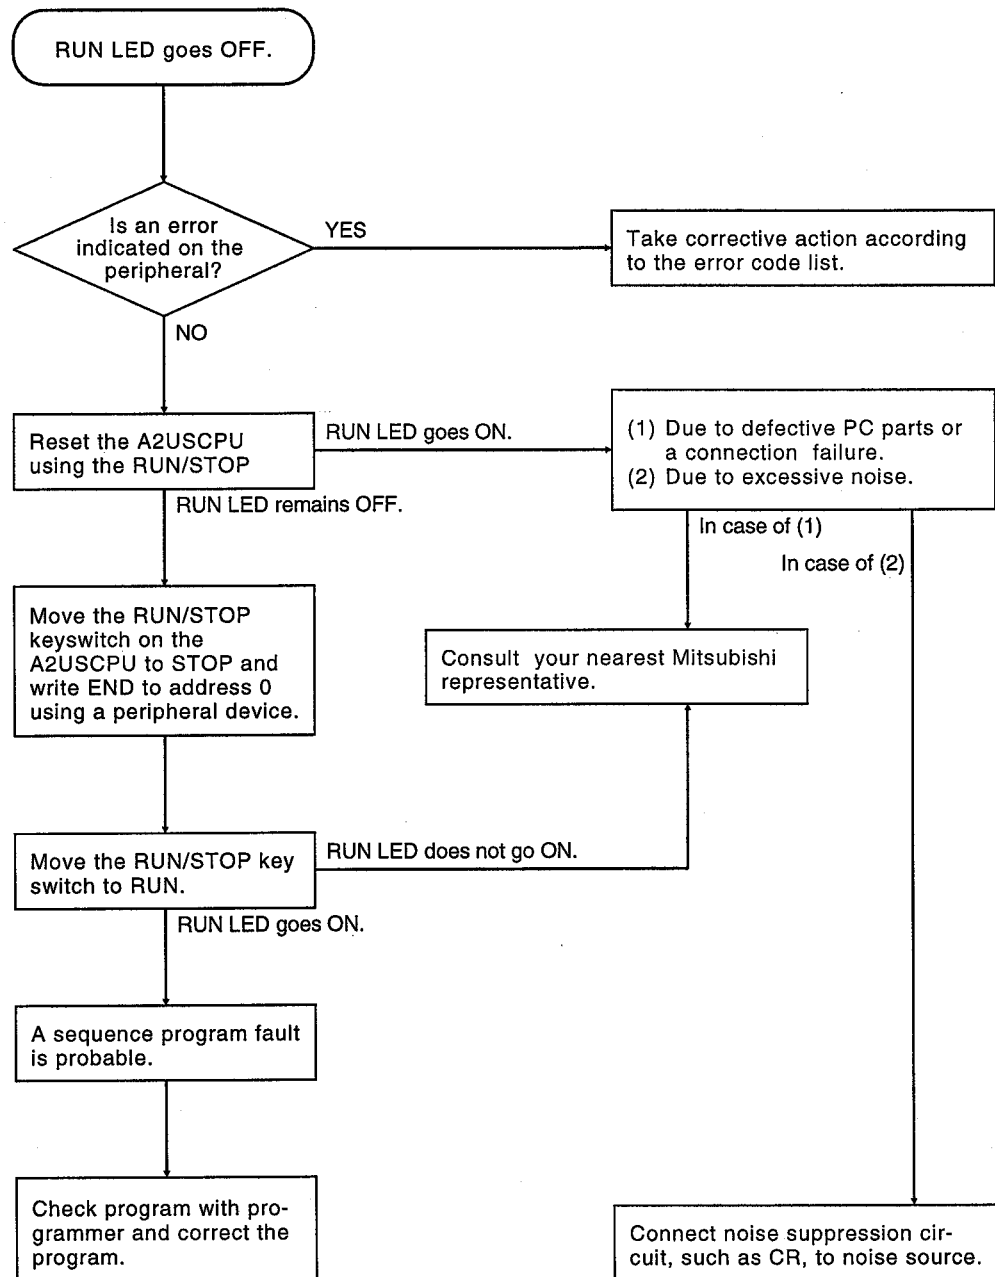 RUN LED goes OFF.
Is an error
indicated on the
peripheral?
YES
Take corrective action according
to the error code list.
NO
Reset the A2USCPU
using the RUN/STOP
RUN LED goes ON.
(1) Due to defective PC parts or
a connection failure.
(2) Due to excessive noise.
RUN LED remains OFF.
In case of (1)
In case of (2)
Move the RUN/STOP
keyswitch on the
A2USCPU to STOP and
write END to address 0
using a peripheral device.
Consult your nearest Mitsubishi
representative.
Move the RUN/STOP key
switch to RUN.
RUN LED does not go ON.
RUN LED goes ON.
A sequence program fault
is probable.
Check program with pro-
grammer and correct the
program.
Connect noise suppression cir-
cuit, such as CR, to noise source.